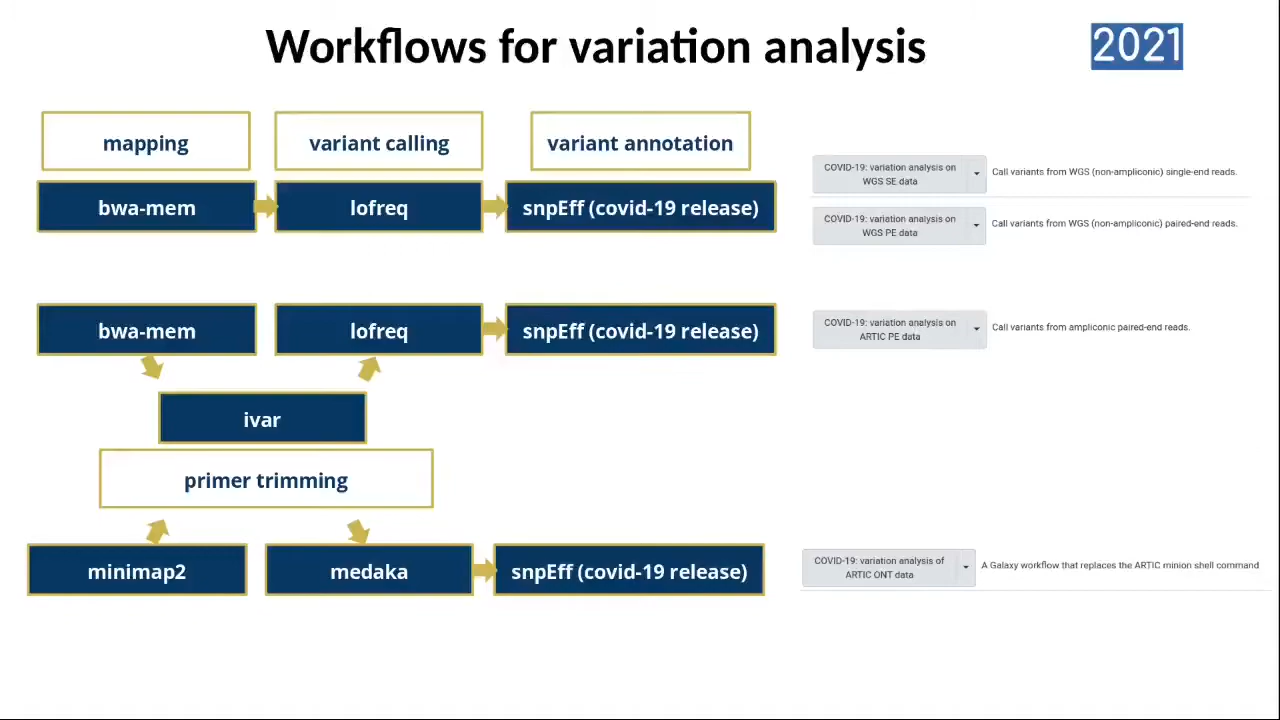 Workflows for variation analysis
2021
mapping
variant calling
variant annotation
bwa-mem
lofreq
snpEff (covid-19 release)
COVID-19: variation analysis on
WGS SE data
Call variants from WGS (non-ampliconic) single-end reads.
COVID-19: variation analysis on
WGS PE data
Call variants from WGS (non-ampliconic) paired-end reads.
bwa-mem
lofreq
snpEff (covid-19 release)
COVID-19: variation analysis on
ARTIC PE data
Call variants from ampliconic paired-end reads.
ivar
primer trimming
minimap2
medaka
snpEff (covid-19 release)
COVID-19: variation analysis of
ARTIC ONT data
A Galaxy workflow that replaces the ARTIC minion shell command